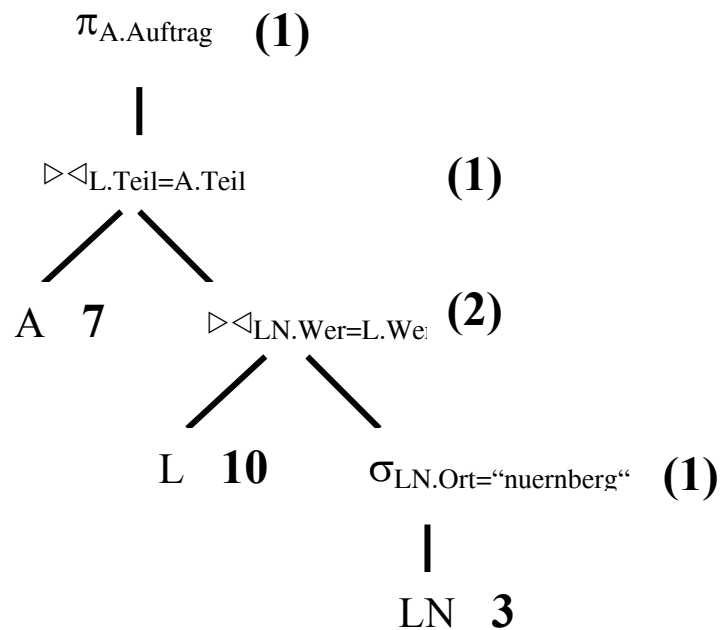 πA.Auftrag (1)
▷◁L.Teil=A.Teil (1)
A 7 ▷◁LN.Wer=L.Wer (2)
L 10 σLN.Ort=“nuernberg“ (1)
LN 3